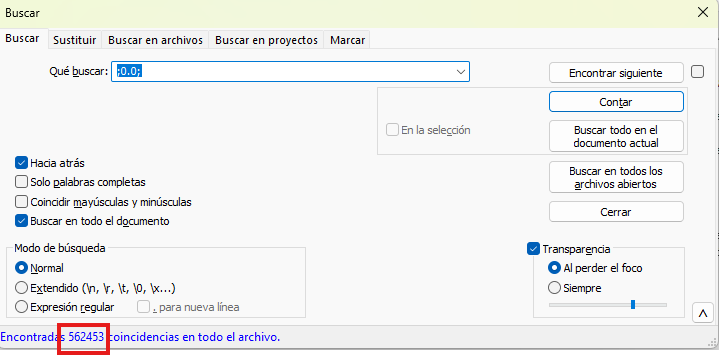 Buscar
Buscar Sustituir Buscar en archivos Buscar en proyectos Marcar
Qué buscar: ;0.0;
Encontrar siguiente
Contar
En la selección
Buscar todo en el documento actual
Hacia atrás
Buscar en todos los archivos abiertos
Solo palabras completas
Coincidir mayúsculas y minúsculas
Cerrar
Buscar en todo el documento
Modo de búsqueda
Transparencia
Normal
Al perder el foco
Extendido (\n, \r, \t, \0, \x...)
Siempre
Expresión regular
. para nueva línea
Encontradas 562453 coincidencias en todo el archivo.